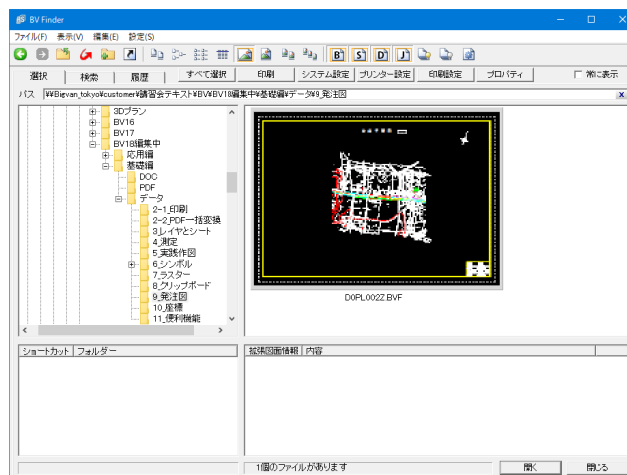 BV Finder
ファイル(F) 表示(V) 編集(E) 設定(S)
B S D J
選択 検索 履歴 すべて選択 印刷 システム設定 プリンター設定 印刷設定 プロパティ 常に表示
パス ¥¥Bigvan_tokyo¥customer¥講習会テキスト¥BV¥BV18編集中¥基礎編¥データ¥9_発注図 x
3Dプラン
BV16
BV17
BV18編集中
応用編
基礎編
DOC
PDF
データ
2-1_印刷
2-2_PDF一括変換
3_レイヤとシート
4_測定
5_実践作図
6_シンボル
7_ラスター
8_クリップボード
9_発注図
10_座標
11_便利機能
D0PL002Z.BVF
ショートカット フォルダー
拡張図面情報 内容
1個のファイルがあります 開く 閉じる